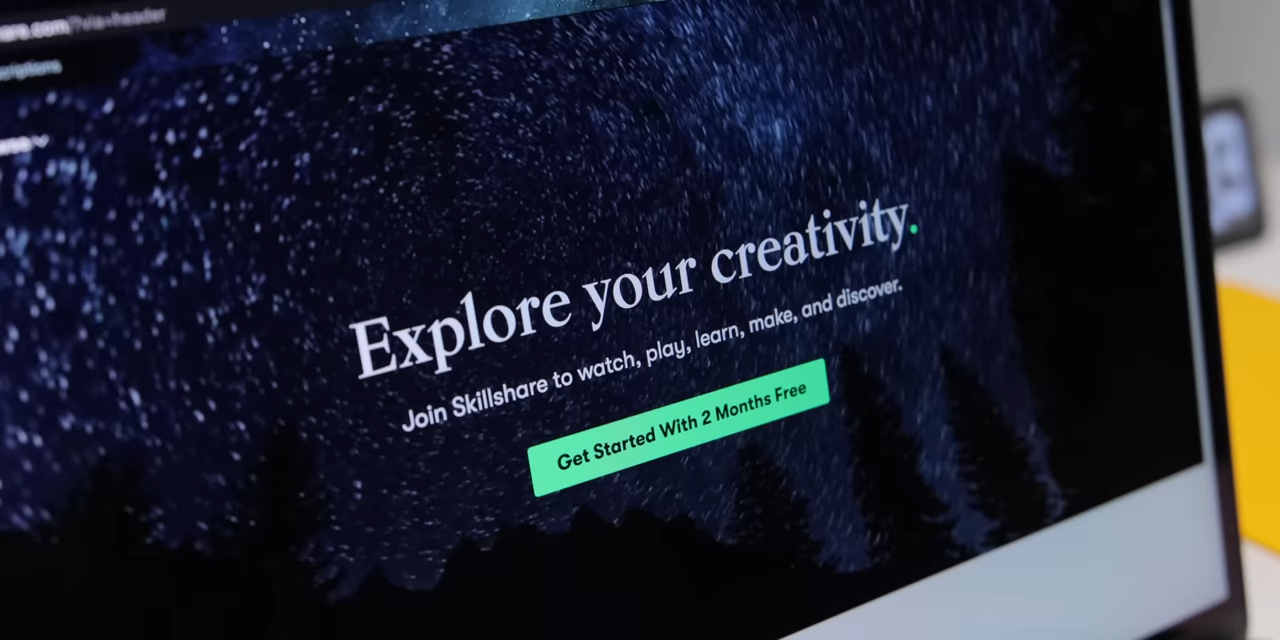 Explore your creativity.
Join Skillshare to watch, play, learn, make, and discover.
Get Started With 2 Months Free